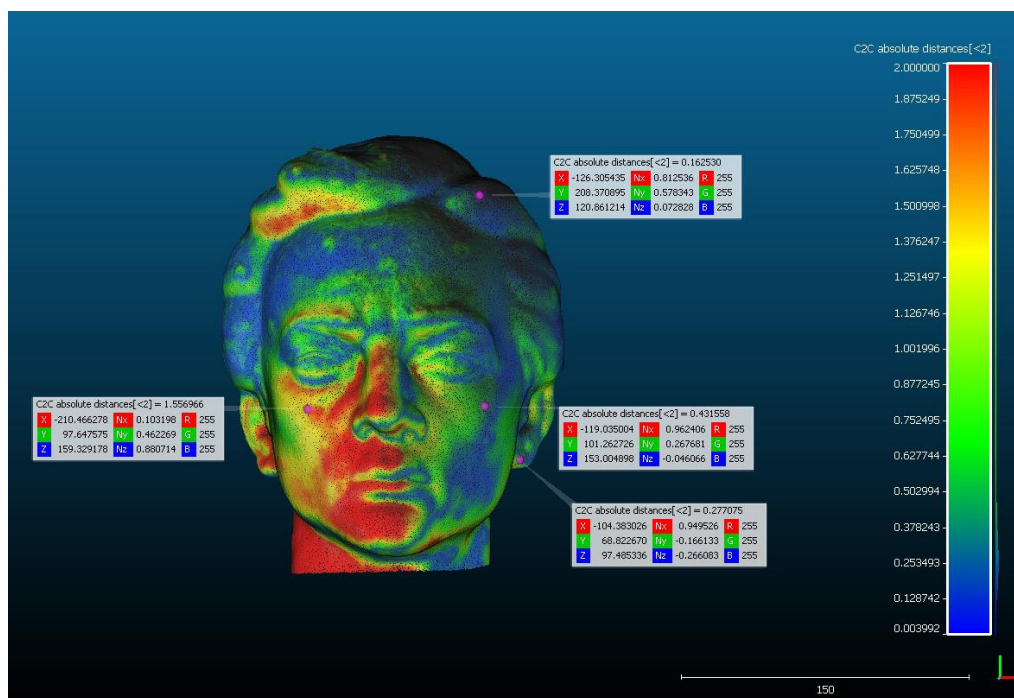 C2C absolute distances[<2]
2.000000
1.875249
1.750499
1.625748
1.500998
1.376247
1.251497
1.126746
1.001996
0.877245
0.752495
0.627744
0.502994
0.378243
0.253493
0.128742
0.003992
C2C absolute distances[<2] = 0.162530
X -126.305435 Nx 0.812536 R 255
Y 208.370895 Ny 0.578343 G 255
Z 120.861214 Nz 0.072828 B 255
C2C absolute distances[<2] = 1.556966
X -210.466278 Nx 0.103198 R 255
Y 97.647575 Ny 0.462269 G 255
Z 159.329178 Nz 0.880714 B 255
C2C absolute distances[<2] = 0.431558
X -119.035004 Nx 0.962406 R 255
Y 101.262726 Ny 0.267681 G 255
Z 153.004898 Nz -0.046066 B 255
C2C absolute distances[<2] = 0.277075
X -104.383026 Nx 0.949526 R 255
Y 68.822670 Ny -0.166133 G 255
Z 97.485336 Nz -0.266083 B 255
150